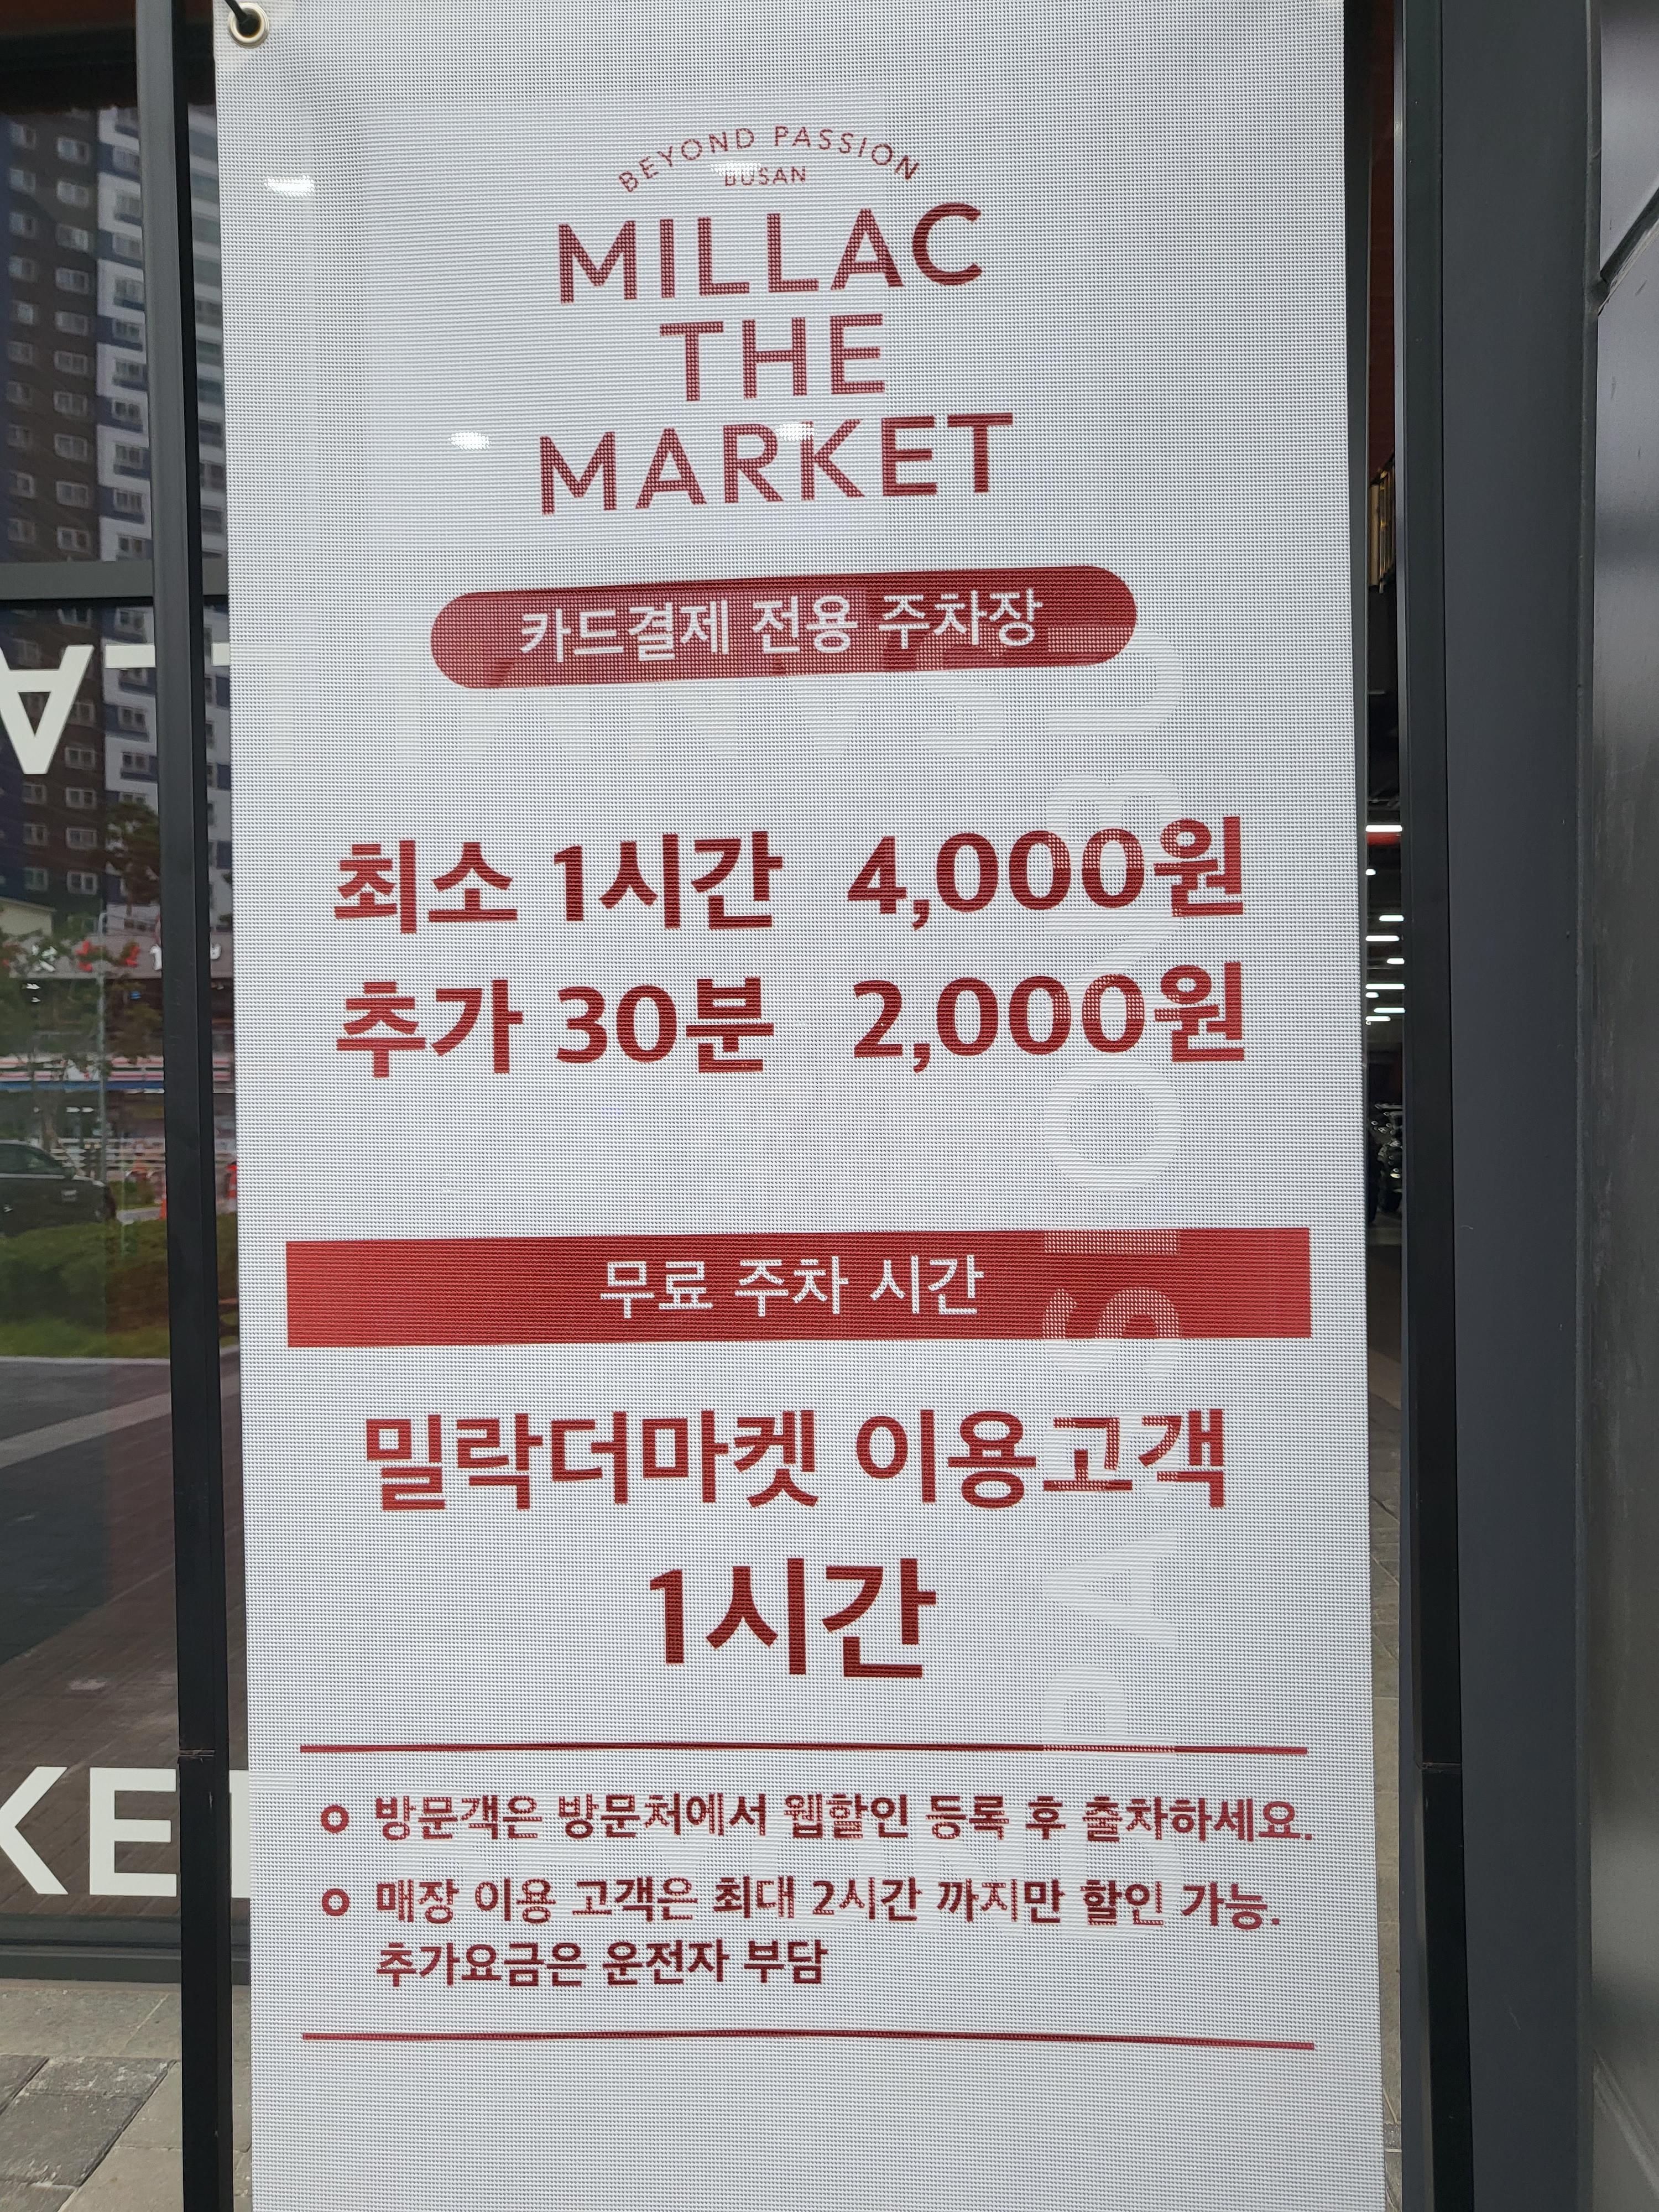 BEYOND PASSION
BUSAN
MILLAC
THE
MARKET
카드결제 전용 주차장
최소 1시간 4,000원
추가 30분 2,000원
무료 주차 시간
밀락더마켓 이용고객
1시간
방문객은 방문처에서 웹할인 등록 후 출차하세요.
매장 이용 고객은 최대 2시간 까지만 할인 가능.
추가요금은 운전자 부담
KET